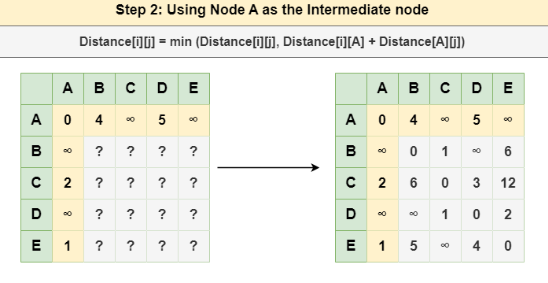 Step 2: Using Node A as the Intermediate node
Distance[i][j] = min (Distance[i][j], Distance[i][A] + Distance[A][j])
A B C D E
A 0 4 ∞ 5 ∞
B ∞ ? ? ? ?
C 2 ? ? ? ?
D ∞ ? ? ? ?
E 1 ? ? ? ?
A B C D E
A 0 4 ∞ 5 ∞
B ∞ 0 1 ∞ 6
C 2 6 0 3 12
D ∞ ∞ 1 0 2
E 1 5 ∞ 4 0